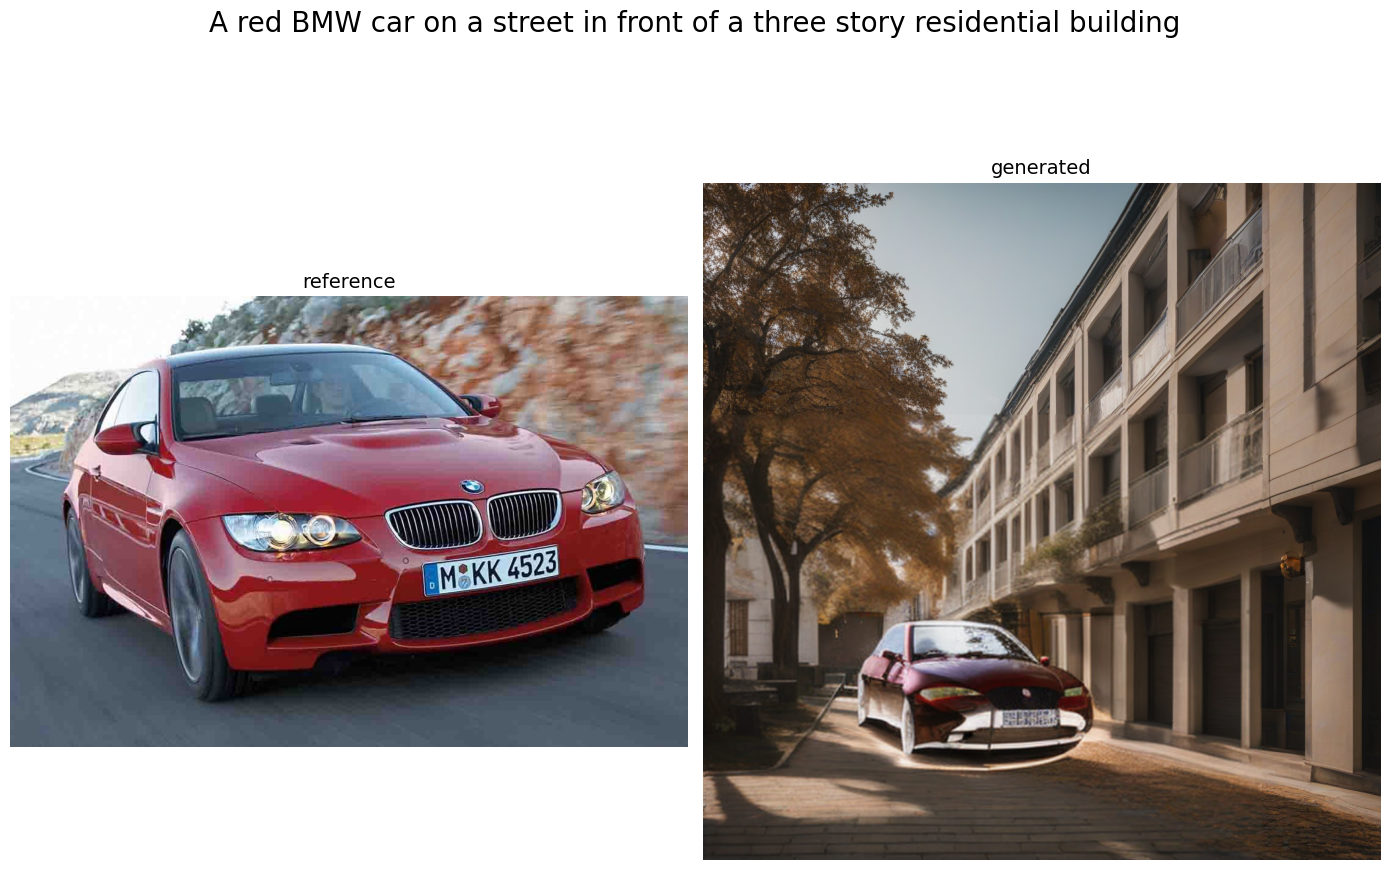 A red BMW car on a street in front of a three story residential building
generated
reference
M KK 4523